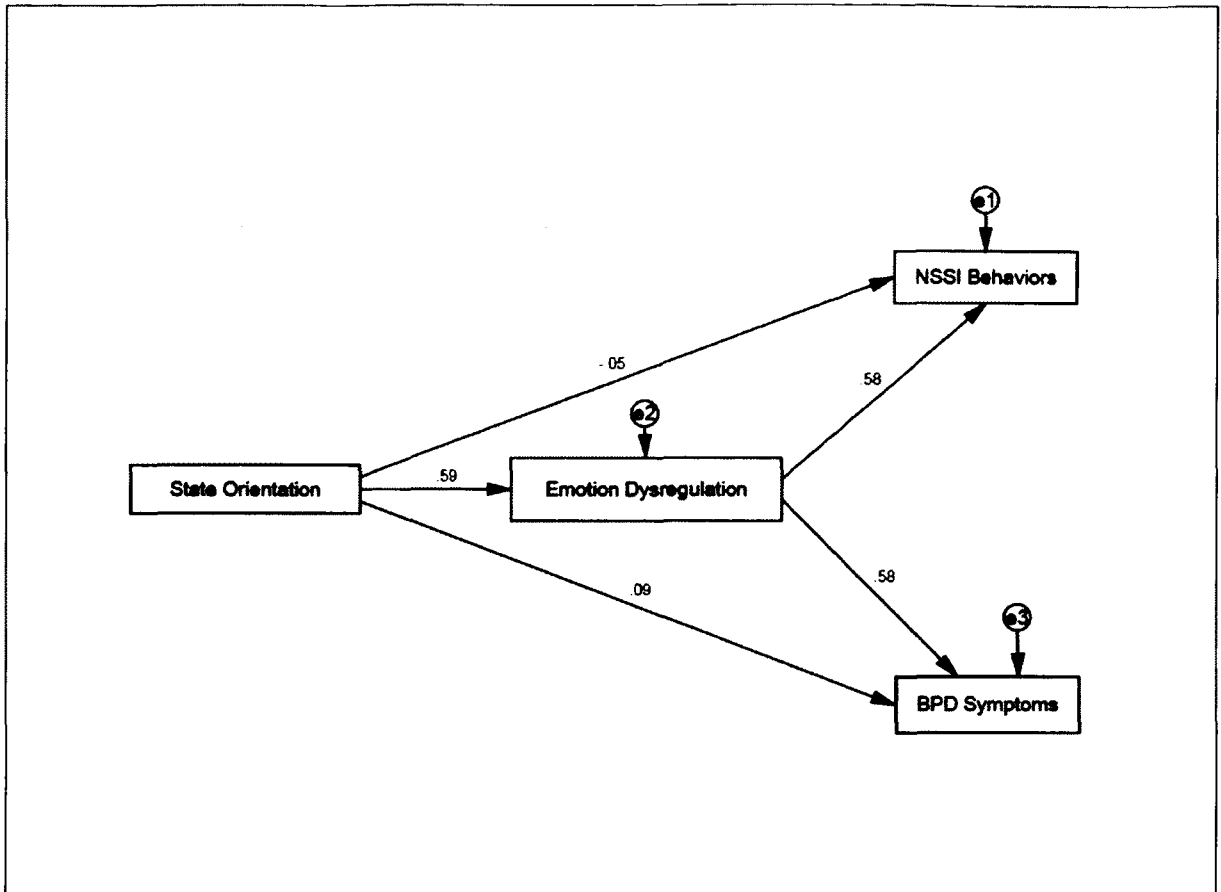 e1
NSSI Behaviors
-.05
.58
e2
State Orientation
.59
Emotion Dysregulation
.09
.58
e3
BPD Symptoms